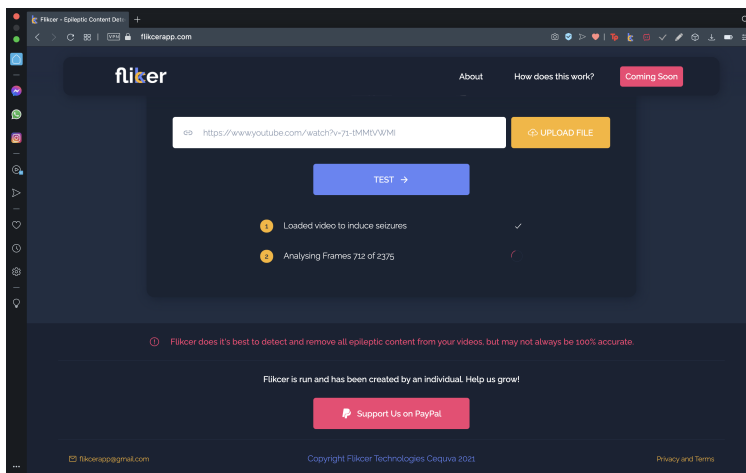 Flikcer - Epileptic Content Dete
VPN
flikcerapp.com
flikcer
About
How does this work?
Coming Soon
https://www.youtube.com/watch?v=71-tMMtVWMI
UPLOAD FILE
TEST →
1 Loaded video to induce seizures
2 Analysing Frames 712 of 2375
Flikcer does it's best to detect and remove all epileptic content from your videos, but may not always be 100% accurate.
Flikcer is run and has been created by an individual. Help us grow!
Support Us on PayPal
flikcerapp@gmail.com
Copyright Flikcer Technologies Cequva 2021
Privacy and Terms